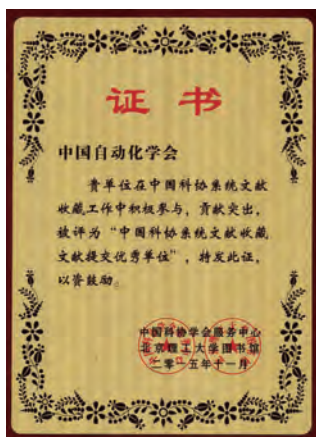 证书
中国自动化学会
贵单位在中国科协系统文献
收藏工作中积极参与，贡献突出，
被评为“中国科协系统文献收藏
文献提交优秀单位”，特发此证，
以资鼓励。
中国科协学会服务中心
北京理工大学图书馆
二零一五年十一月